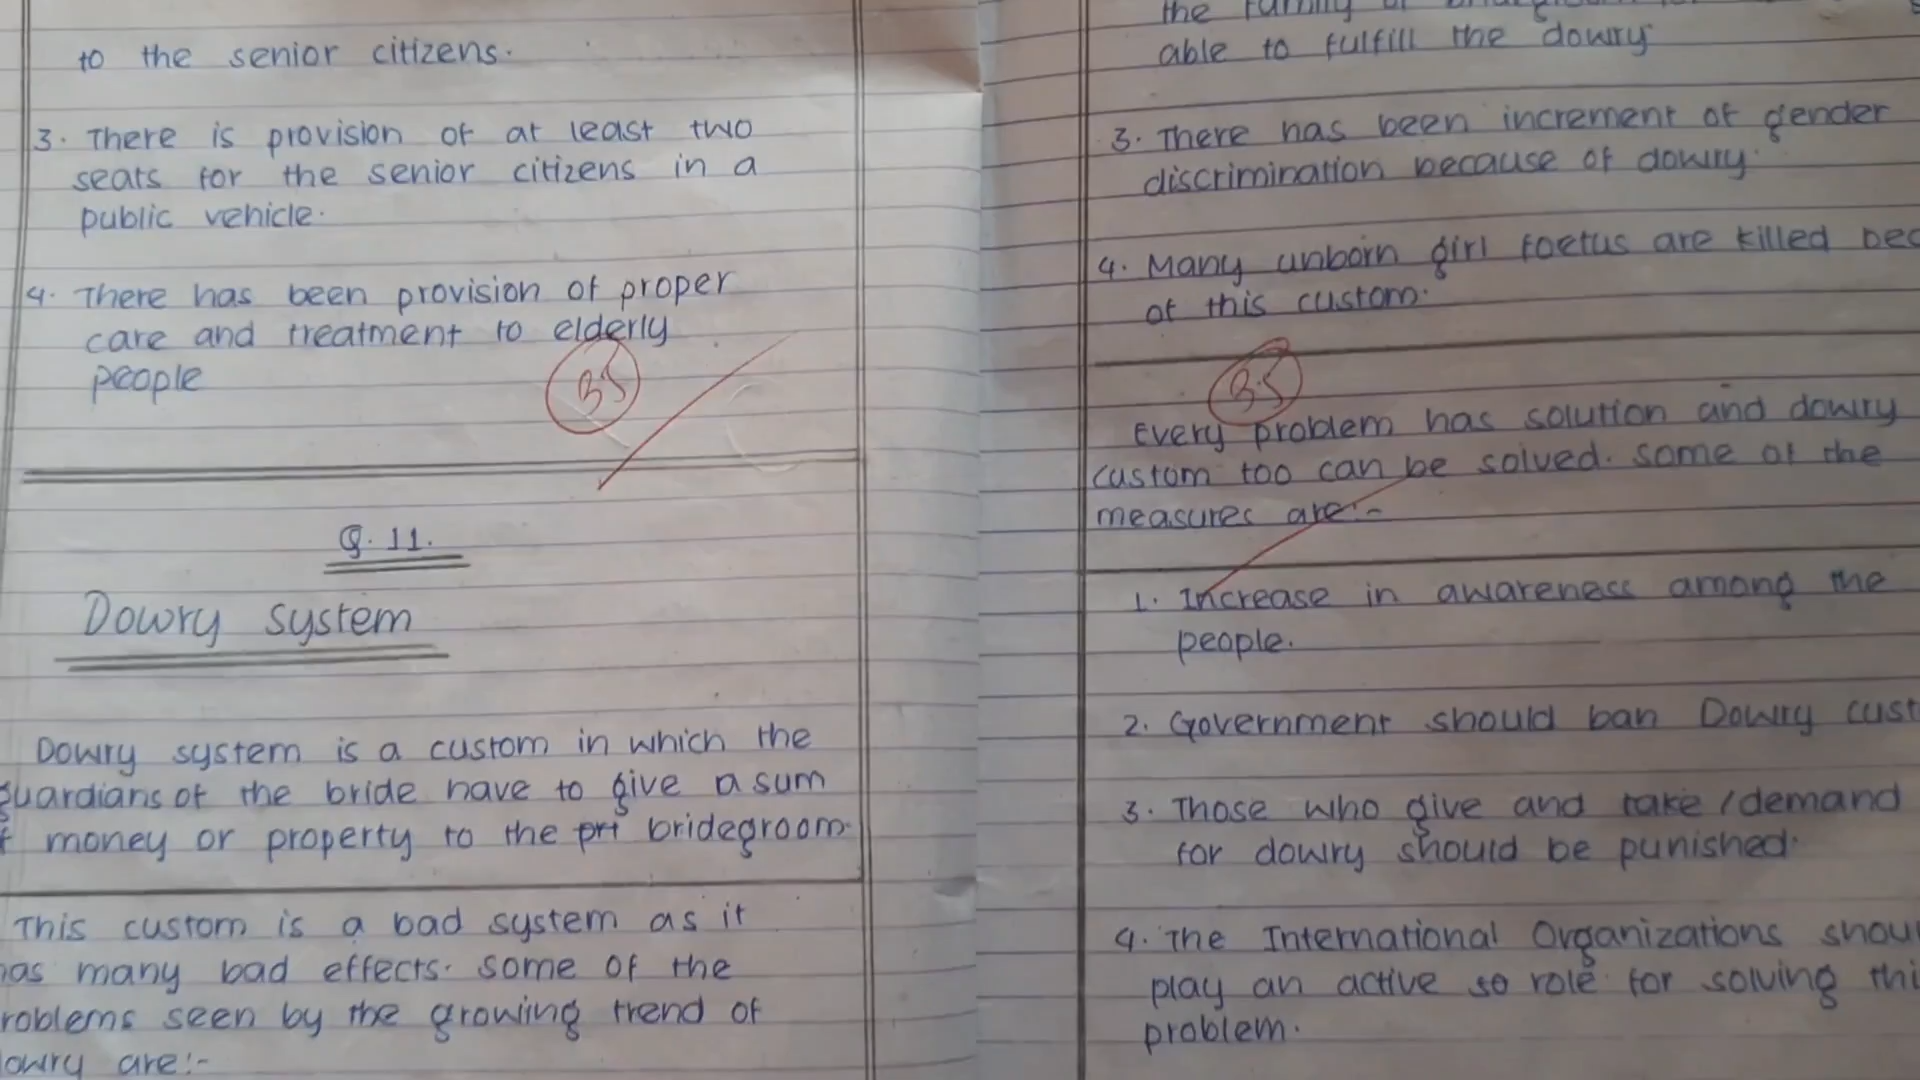 to the senior citizens.
3. There is provision of at least two
seats for the senior citizens in a
public vehicle.
4. There has been provision of proper
care and treatment to elderly
people
3.5
Q. 11.
Dowry system
Dowry system is a custom in which the
guardians of the bride have to give a sum
money or property to the prt bridegroom.
This custom is a bad system as it
has many bad effects. some of the
roblems seen by the growing trend of
owry are:-
the family of
able to fulfill the dowry
3. There has been increment of gender
discrimination because of dowry.
4. Many unborn girl foetus are killed bec
of this custom.
3.5
Every problem has solution and dowry
custom too can be solved. some of the
measures are:-
1. Increase in awareness among the
people.
2. Government should ban Dowry cust
3. Those who give and take/demand
for dowry should be punished.
4. The International Organizations shou
play an active so role for solving thi
problem.